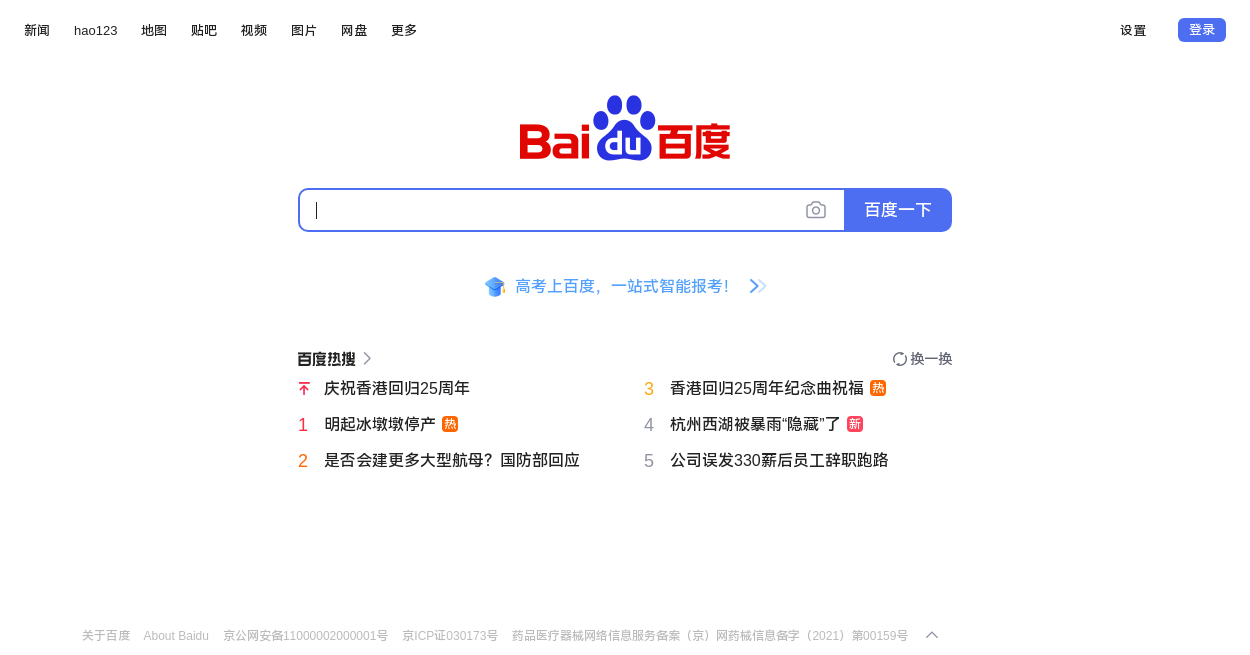 新闻 hao123 地图 贴吧 视频 图片 网盘 更多 设置 登录
Bai du 百度
百度一下
高考上百度，一站式智能报考！
百度热搜 换一换
庆祝香港回归25周年
3 香港回归25周年纪念曲祝福 热
1 明起冰墩墩停产 热
4 杭州西湖被暴雨“隐藏”了 新
2 是否会建更多大型航母？国防部回应
5 公司误发330薪后员工辞职跑路
关于百度 About Baidu 京公网安备11000002000001号 京ICP证030173号 药品医疗器械网络信息服务备案（京）网药械信息备字（2021）第00159号